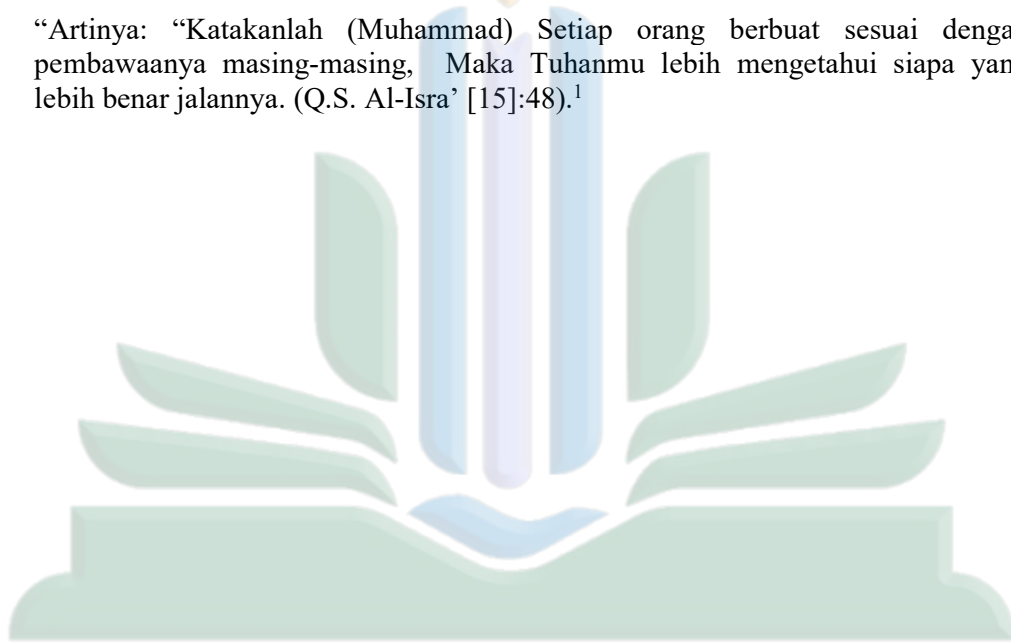 “Artinya: “Katakanlah (Muhammad) Setiap orang berbuat sesuai denga
pembawaanya masing-masing, Maka Tuhanmu lebih mengetahui siapa yan
lebih benar jalannya. (Q.S. Al-Isra’ [15]:48).¹